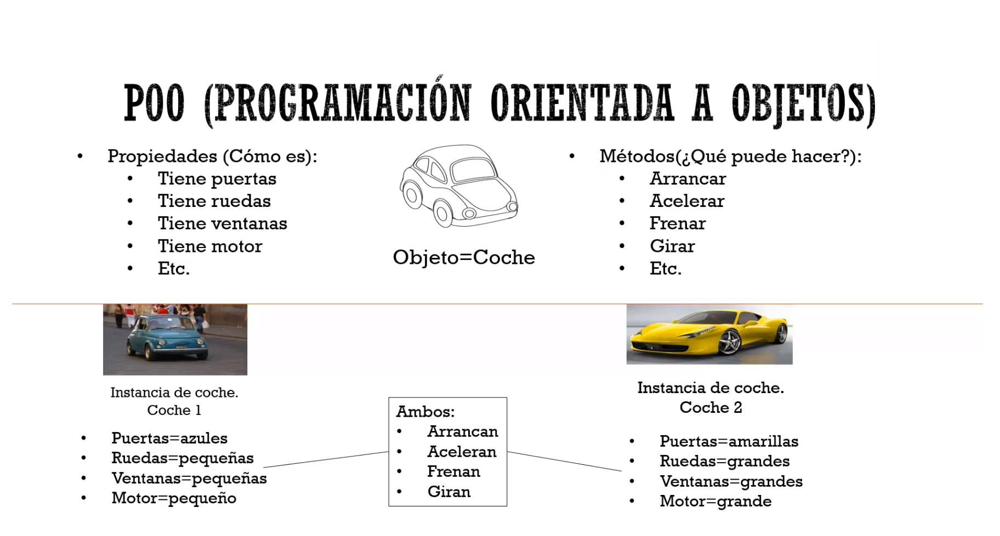 POO (PROGRAMACIÓN ORIENTADA A OBJETOS)
• Propiedades (Cómo es):
• Tiene puertas
• Tiene ruedas
• Tiene ventanas
• Tiene motor
• Etc.
Objeto=Coche
• Métodos(¿Qué puede hacer?):
• Arrancar
• Acelerar
• Frenar
• Girar
• Etc.
Instancia de coche.
Coche 1
• Puertas=azules
• Ruedas=pequeñas
• Ventanas=pequeñas
• Motor=pequeño
Ambos:
• Arrancan
• Aceleran
• Frenan
• Giran
Instancia de coche.
Coche 2
• Puertas=amarillas
• Ruedas=grandes
• Ventanas=grandes
• Motor=grande